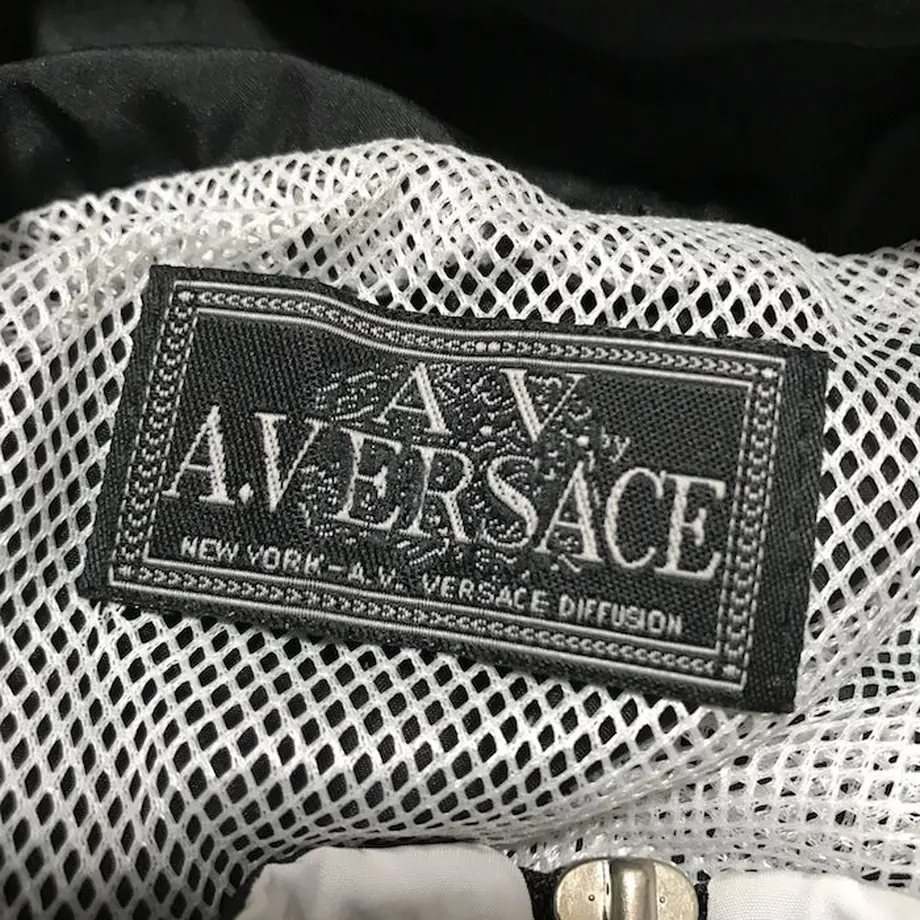 A.V
by
A.VERSACE
NEW YORK-A.V. VERSACE DIFFUSION